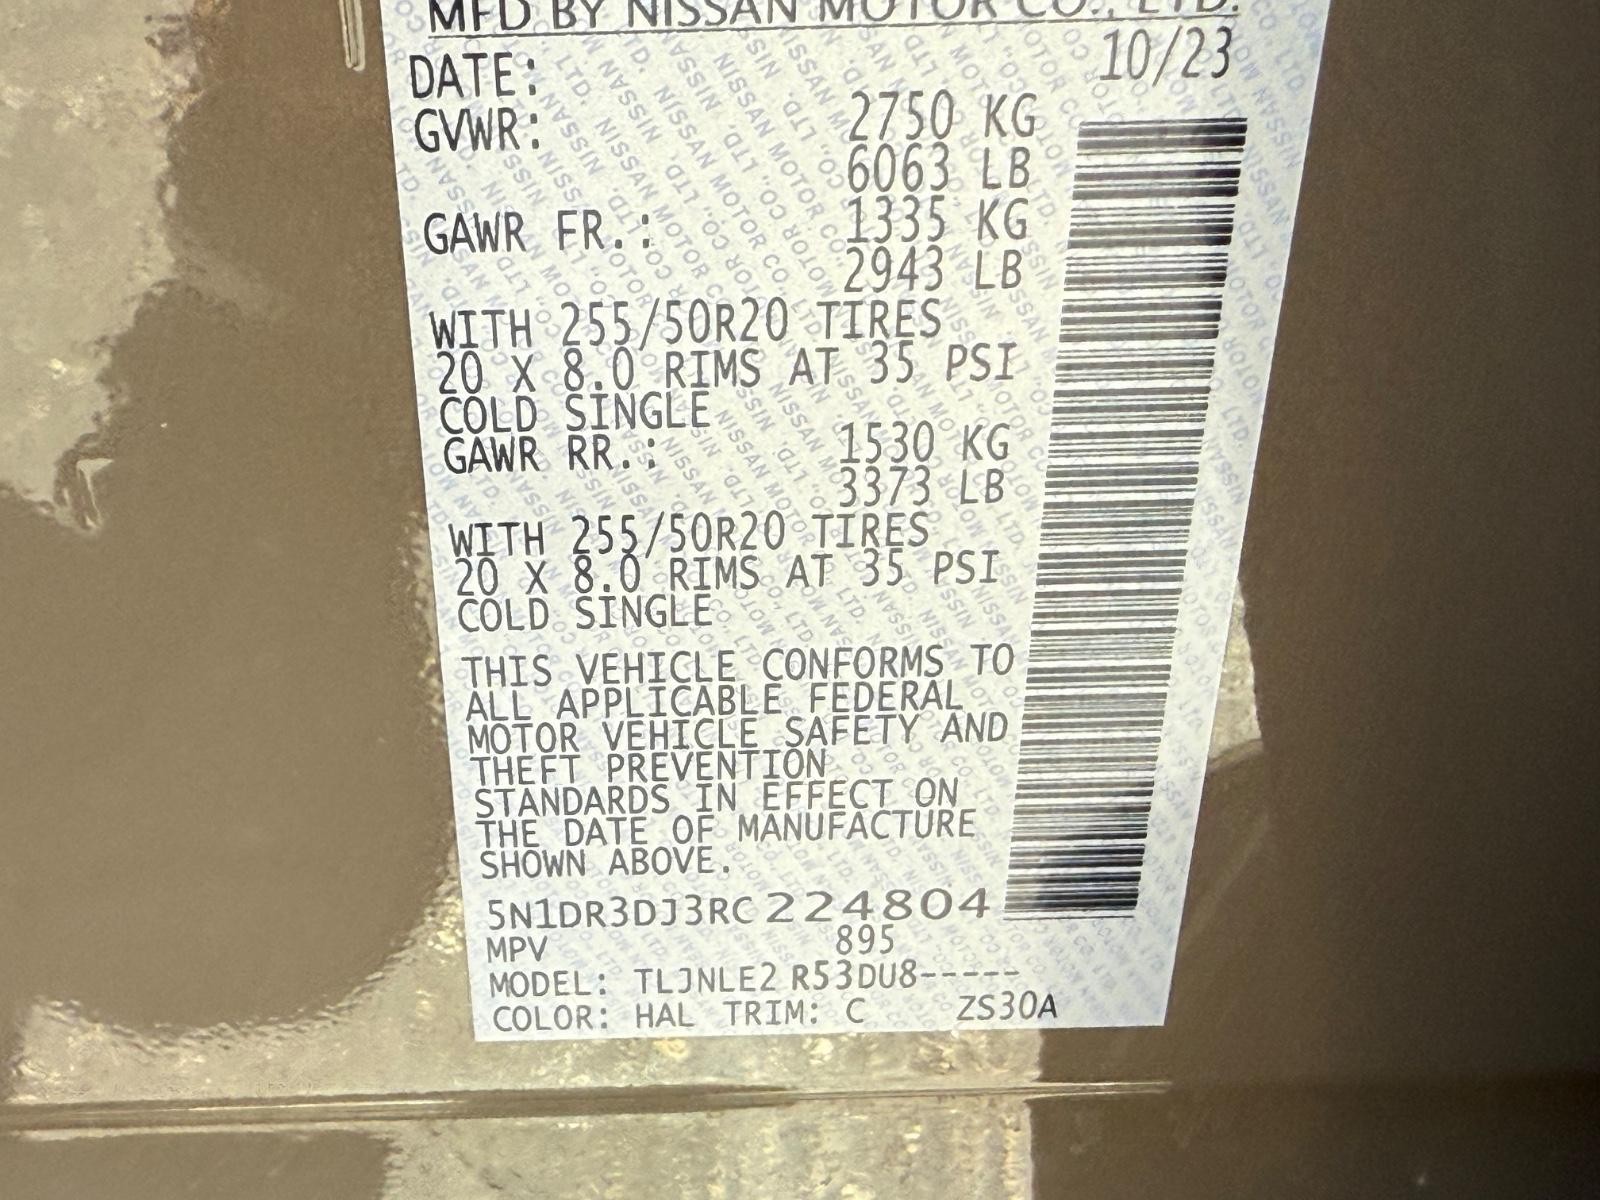 MFD BY NISSAN MOTOR CO., LTD.
DATE: 10/23
GVWR: 2750 KG
6063 LB
GAWR FR.: 1335 KG
2943 LB
WITH 255/50R20 TIRES
20 X 8.0 RIMS AT 35 PSI
COLD SINGLE
GAWR RR.: 1530 KG
3373 LB
WITH 255/50R20 TIRES
20 X 8.0 RIMS AT 35 PSI
COLD SINGLE
THIS VEHICLE CONFORMS TO
ALL APPLICABLE FEDERAL
MOTOR VEHICLE SAFETY AND
THEFT PREVENTION
STANDARDS IN EFFECT ON
THE DATE OF MANUFACTURE
SHOWN ABOVE.
5N1DR3DJ3RC224804
MPV 895
MODEL: TLJNLE2 R53DU8-----
COLOR: HAL TRIM: C ZS30A